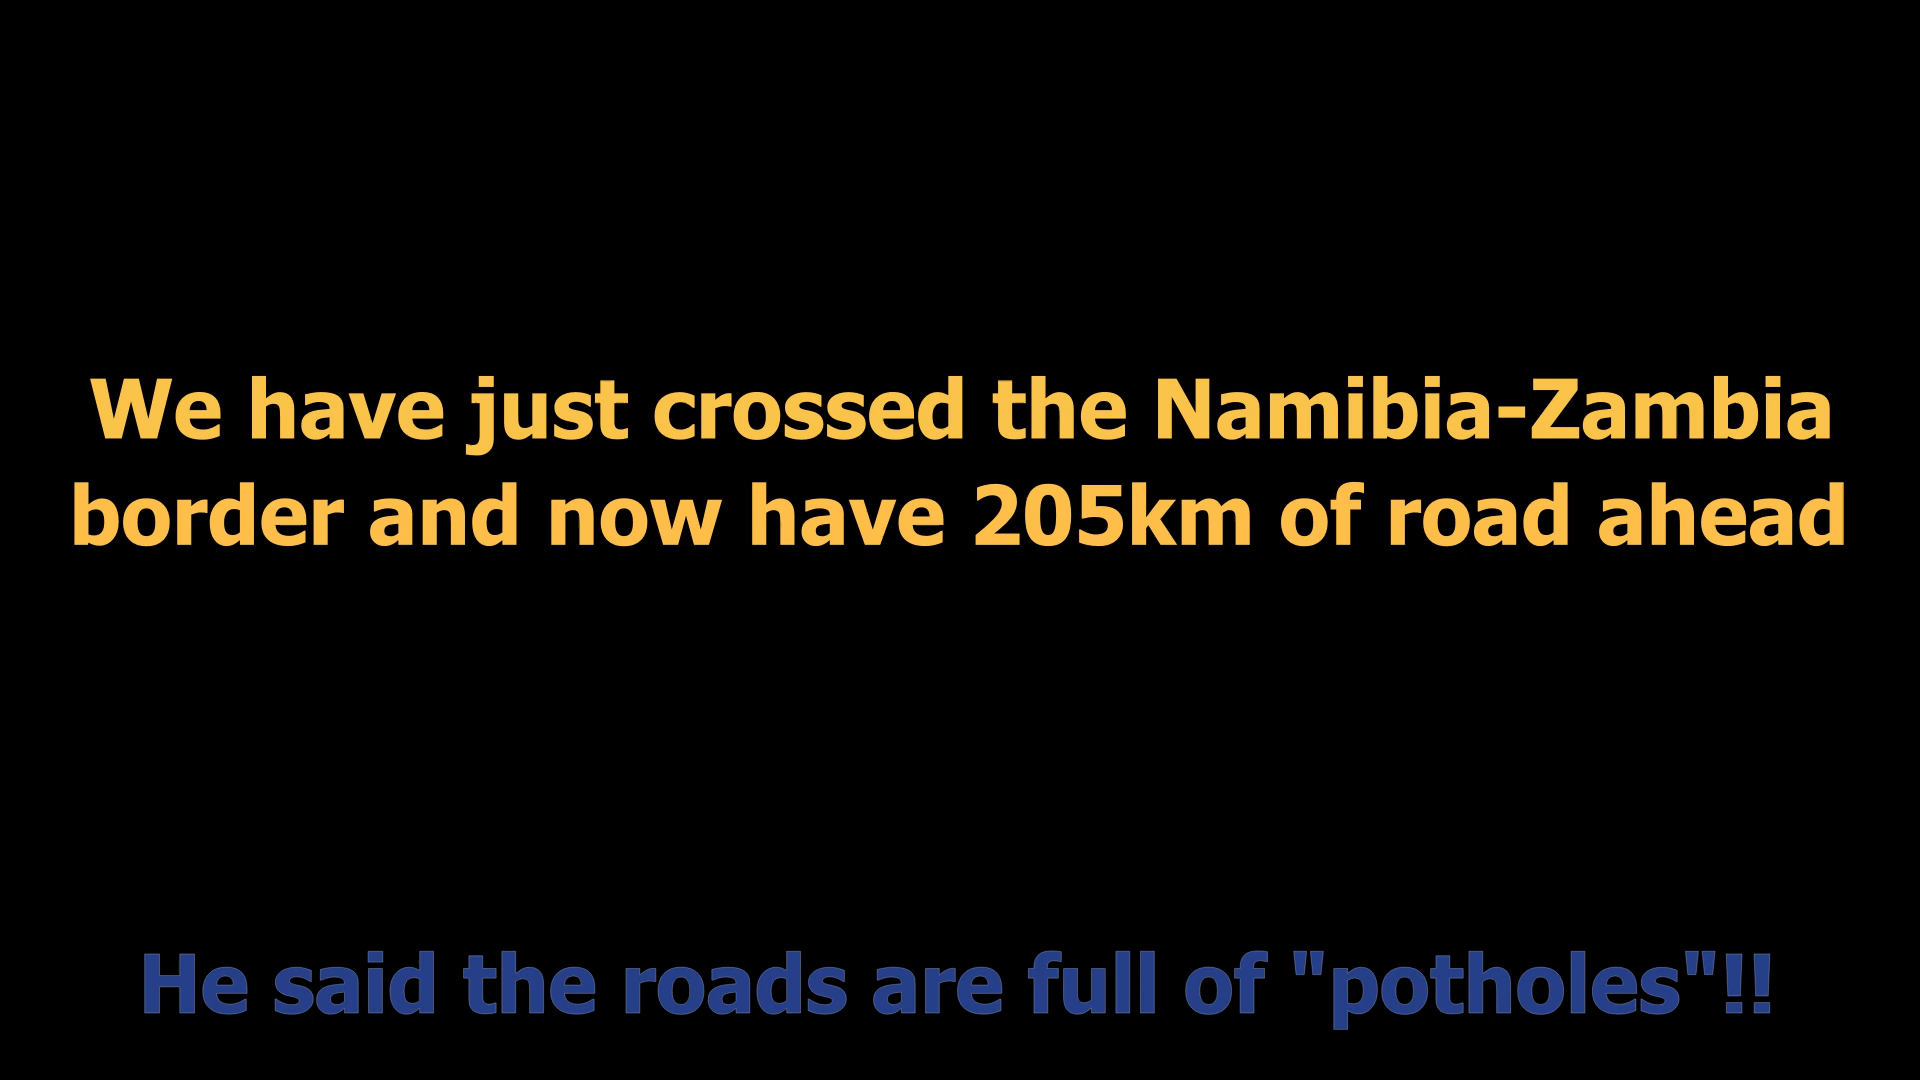 We have just crossed the Namibia-Zambia
border and now have 205km of road ahead
He said the roads are full of "potholes"!!